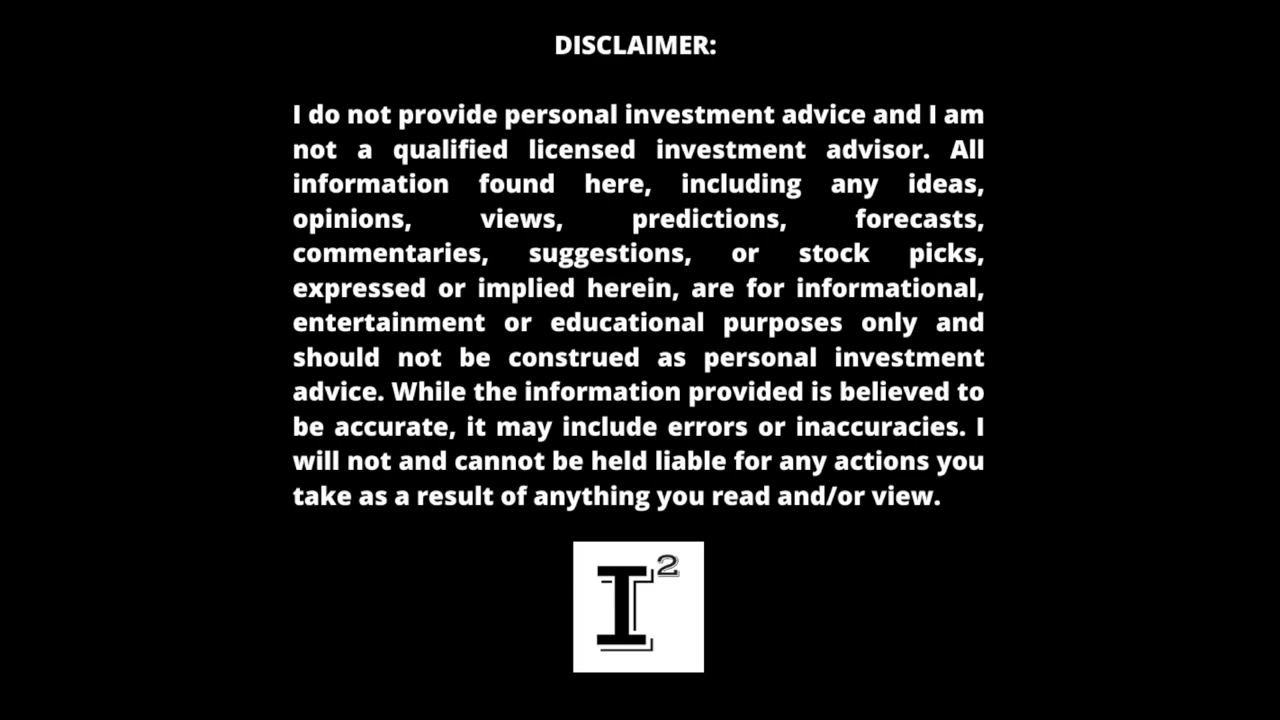 DISCLAIMER:
I do not provide personal investment advice and I am
not a qualified licensed investment advisor. All
information found here, including any ideas,
opinions, views, predictions, forecasts,
commentaries, suggestions, or stock picks,
expressed or implied herein, are for informational,
entertainment or educational purposes only and
should not be construed as personal investment
advice. While the information provided is believed to
be accurate, it may include errors or inaccuracies. I
will not and cannot be held liable for any actions you
take as a result of anything you read and/or view.
I²